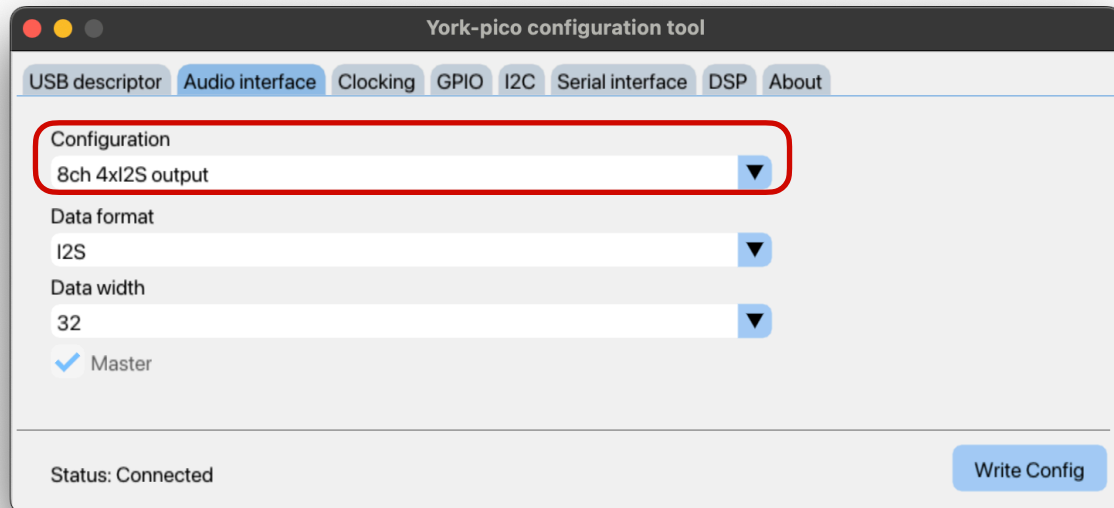 York-pico configuration tool
USB descriptor Audio interface Clocking GPIO I2C Serial interface DSP About
Configuration
8ch 4xI2S output
Data format
I2S
Data width
32
Master
Status: Connected
Write Config